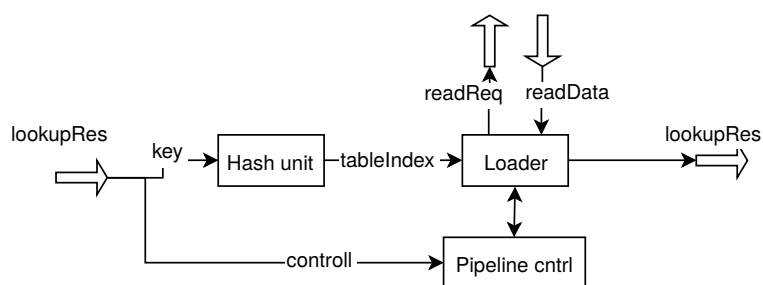 readReq
readData
lookupRes
lookupRes
key
Hash unit
tableIndex
Loader
controll
Pipeline cntrl